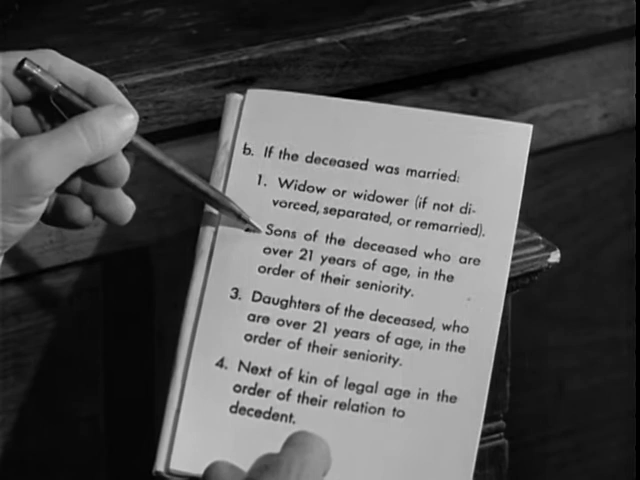 b. If the deceased was married:
1. Widow or widower (if not di-
vorced, separated, or remarried).
Sons of the deceased who are
over 21 years of age, in the
order of their seniority.
3. Daughters of the deceased, who
are over 21 years of age, in the
order of their seniority.
4. Next of kin of legal age in the
order of their relation to
decedent.